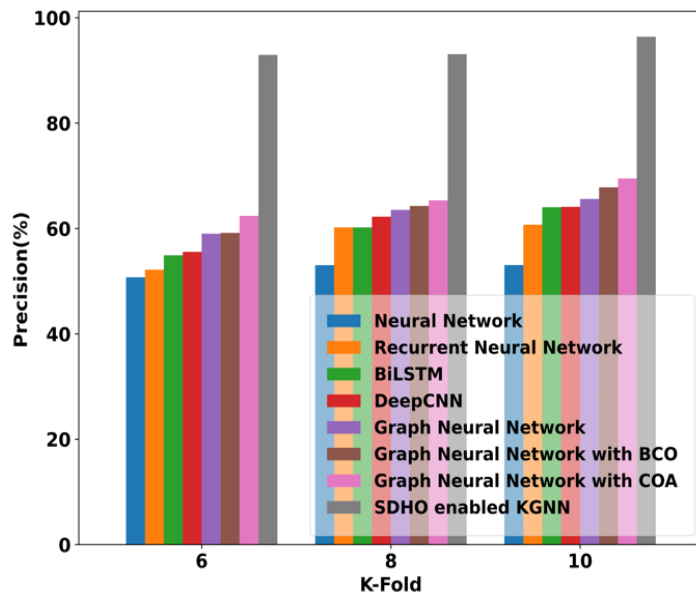 100
80
60
40
20
0
Precision(%)
Neural Network
Recurrent Neural Network
BiLSTM
DeepCNN
Graph Neural Network
Graph Neural Network with BCO
Graph Neural Network with COA
SDHO enabled KGNN
6
8
10
K-Fold